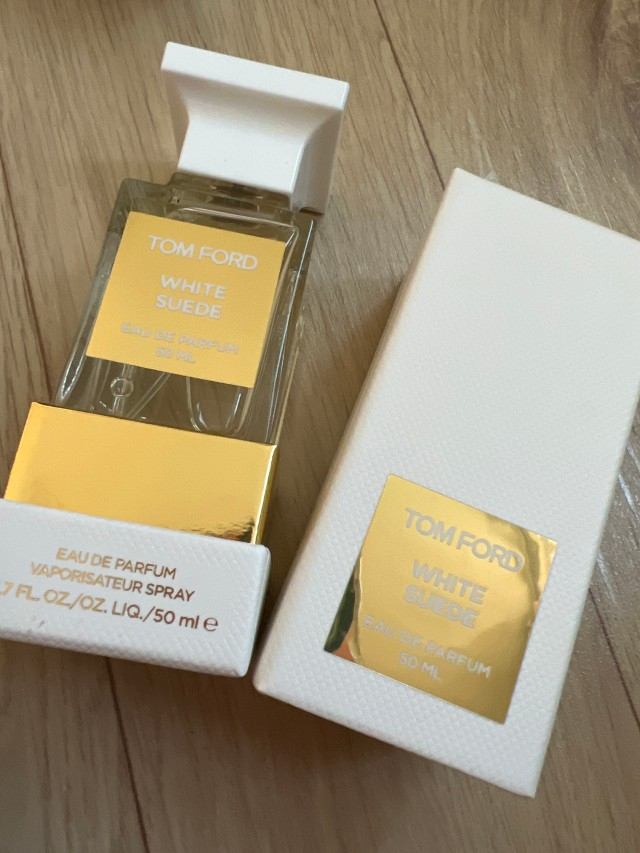 TOM FORD
WHITE
SUEDE
EAU DE PARFUM
50 ML
EAU DE PARFUM
VAPORISATEUR SPRAY
.7 FL. OZ./OZ. LIQ./50 ml e
TOM FORD
WHITE
SUEDE
EAU DE PARFUM
50 ML